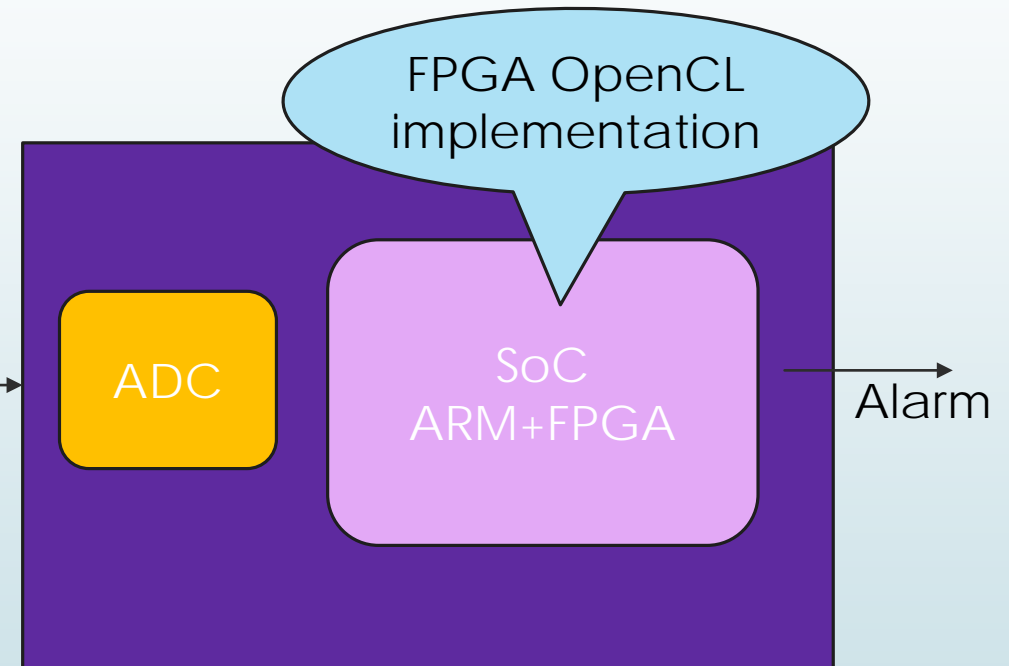 FPGA OpenCL
implementation
ADC
SoC
ARM+FPGA
Alarm